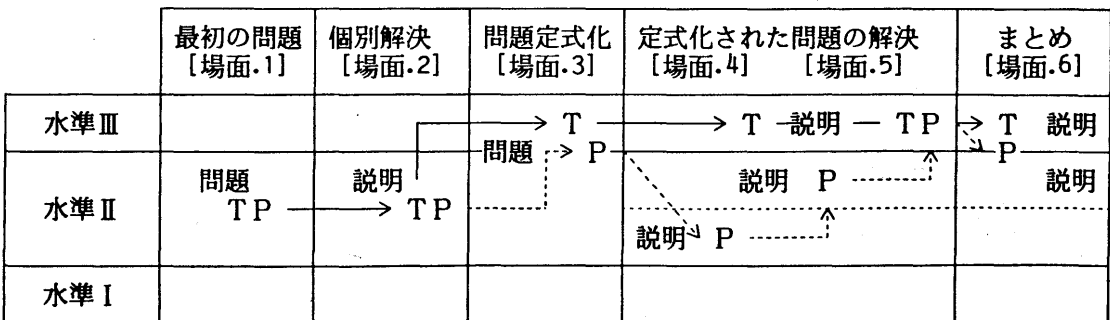 最初の問題 個別解決 問題定式化 定式化された問題の解決 まとめ
[場面.1] [場面.2] [場面.3] [場面.4] [場面.5] [場面.6]
水準Ⅲ T T 説明 TP T 説明
問題 P P
問題 説明 説明 P 説明
水準Ⅱ TP TP
説明 P
水準Ⅰ